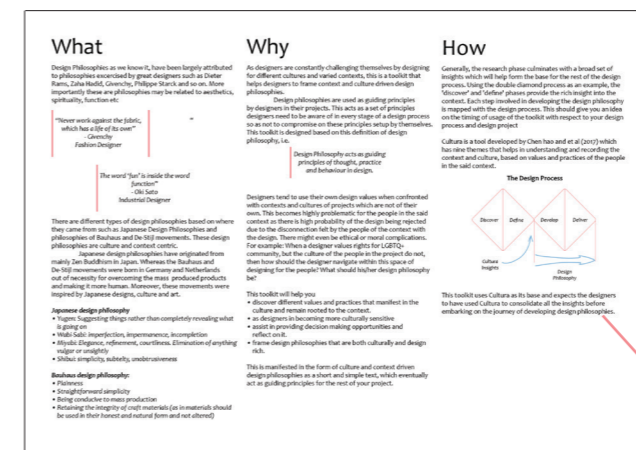 What
Design Philosophies as we know it, have been largely attributed
to philosophies excercised by great designers such as Dieter
Rams, Zaha Hadid, Givenchy, Philippe Starck and so on. More
importantly these are philosophies may be related to aesthetics,
spirituality, function etc
"Never work against the fabric,
which has a life of its own"
- Givenchy
Fashion Designer
"
The word "fun" is inside the word
function"
- Oki Sato
Industrial Designer
There are different types of design philosophies based on where
they came from such as Japanese Design Philosophies and
philosophies of Bauhaus and De-Stijl movements. These design
philosophies are culture and context centric.
Japanese design philosophies have originated from
mainly Zen Buddhism in Japan. Whereas the Bauhaus and
De-Stijl movements were born in Germany and Netherlands
out of necessity for overcoming the mass produced products
and making it more human. Moreover, these movements were
inspired by Japanese designs, culture and art.
Japanese design philosophy
• Yugen: Suggesting things rather than completely revealing what
is going on
• Wabi-Sabi: imperfection, impermanence, incompletion
• Miyabi: Elegance, refinement, courtliness. Elimination of anything
vulgar or unsightly
• Shibui: simplicity, subtelty, unobtrusiveness
Bauhaus design philosophy:
• Plainness
• Straightforward simplicity
• Being conducive to mass production
• Retaining the integrity of craft materials (as in materials should
be used in their honest and natural form and not altered)
Why
As designers are constantly challenging themselves by designing
for different cultures and varied contexts, this is a toolkit that
helps designers to frame context and culture driven design
philosophies.
Design philosophies are used as guiding principles
by designers in their projects. This acts as a set of principles
designers need to be aware of in every stage of a design process
so as not to compromise on these principles setup by themselves.
This toolkit is designed based on this definition of design
philosophy, i.e.
Design Philosophy acts as guiding
principles of thought, practice
and behaviour in design.
Designers tend to use their own design values when confronted
with contexts and cultures of projects which are not of their
own. This becomes highly problematic for the people in the said
context as there is high probability of the design being rejected
due to the disconnection felt by the people of the context with
the design. There might even be ethical or moral complications.
For example: When a designer values rights for LGBTQ+
community, but the culture of the people in the project do not,
then how should the designer navigate within this space of
designing for the people? What should his/her design philosophy
be?
This toolkit will help you
• discover different values and practices that manifest in the
culture and remain rooted to the context.
• as designers in becoming more culturally sensitive
• assist in providing decision making opportunities and
reflect on it.
• frame design philosophies that are both culturally and design
rich.
This is manifested in the form of culture and context driven
design philosophies as a short and simple text, which eventually
act as guiding principles for the rest of your project.
How
Generally, the research phase culminates with a broad set of
insights which will help form the base for the rest of the design
process. Using the double diamond process as an example, the
'discover' and 'define' phases provide the rich insight into the
context. Each step involved in developing the design philosophy
is mapped with the design process. This should give you an idea
on the timing of usage of the toolkit with respect to your design
process and design project
Cultura is a tool developed by Chen hao and et al (2017) which
has nine themes that helps in understanding and recording the
context and culture, based on values and practices of the people
in the said context.
The Design Process
Discover Define Develop Deliver
Cultura
Insights
Design
Philosophy
This toolkit uses Cultura as its base and expects the designers
to have used Cultura to consolidate all the insights before
embarking on the journey of developing design philosophies.